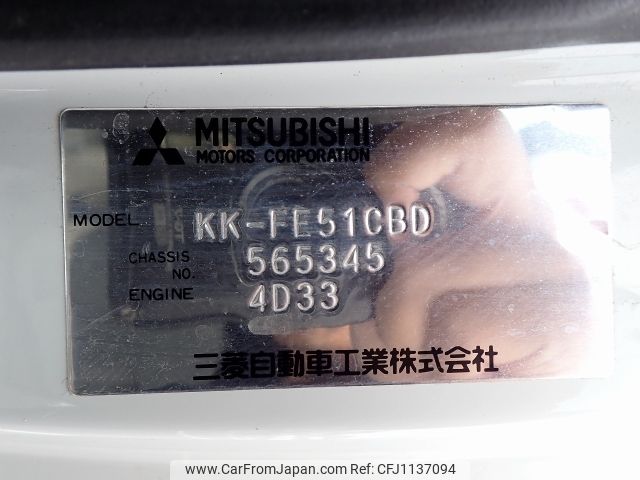 MITSUBISHI
MOTORS CORPORATION
MODEL KK-FE51CBD
CHASSIS NO. 565345
ENGINE 4D33
三菱自動車工業株式会社
www.CarFromJapan.com | REFNO: CFJ1137094